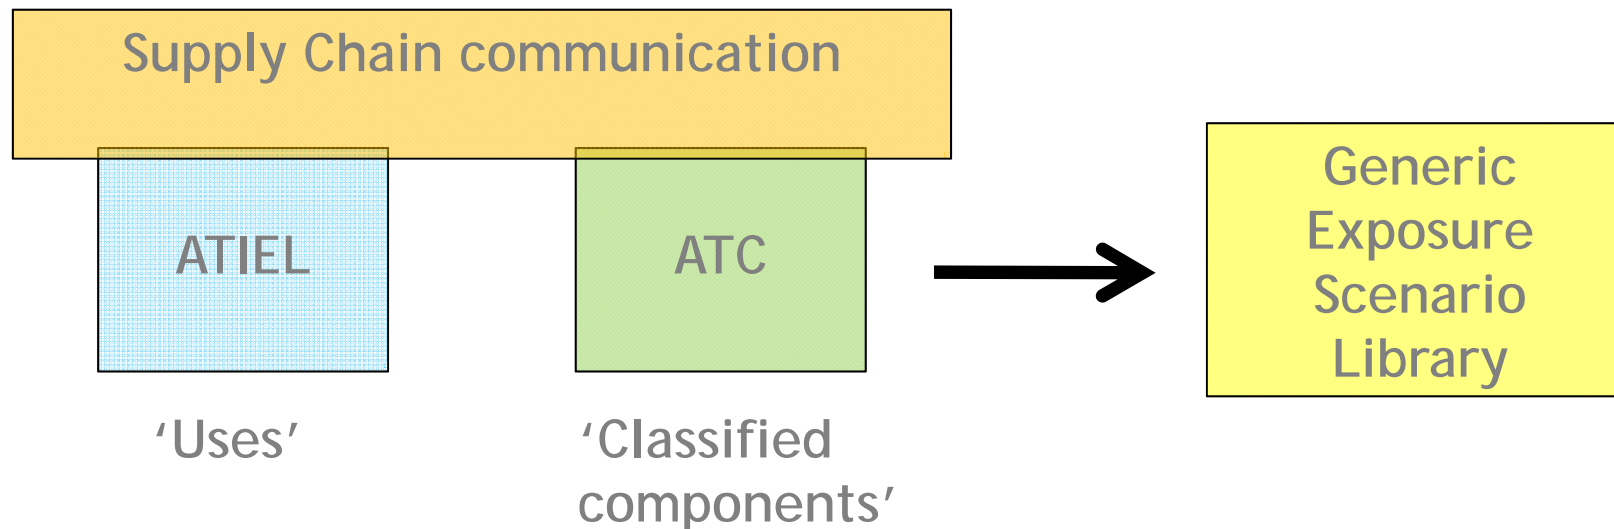 Supply Chain communication
ATIEL
ATC
Generic
Exposure
Scenario
Library
‘Uses’
‘Classified
components’